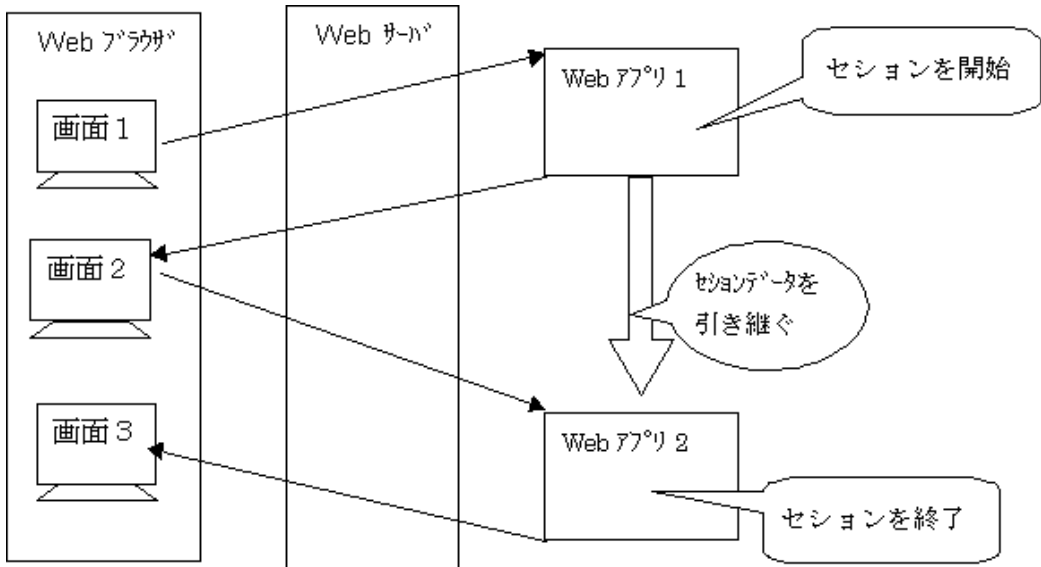 Web ﾌﾞﾗｳｻﾞ
Web ｻｰﾊﾞ
Web ｱﾌﾟﾘ 1
セションを開始
画面１
画面２
ｾｼｮﾝﾃﾞｰﾀを
引き継ぐ
画面３
Web ｱﾌﾟﾘ 2
セションを終了